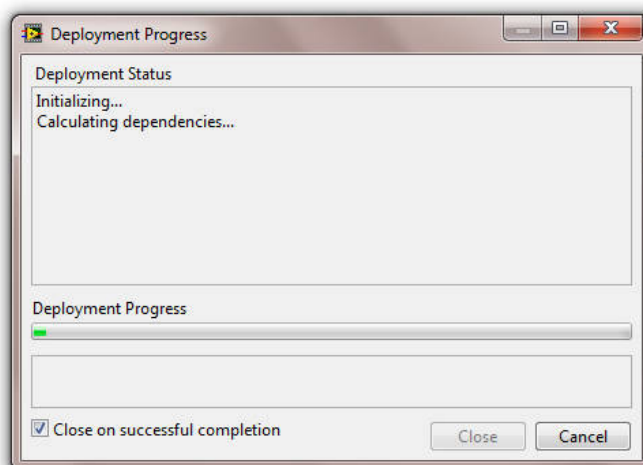 Deployment Progress
Deployment Status
Initializing...
Calculating dependencies...
Deployment Progress
Close on successful completion
Close
Cancel